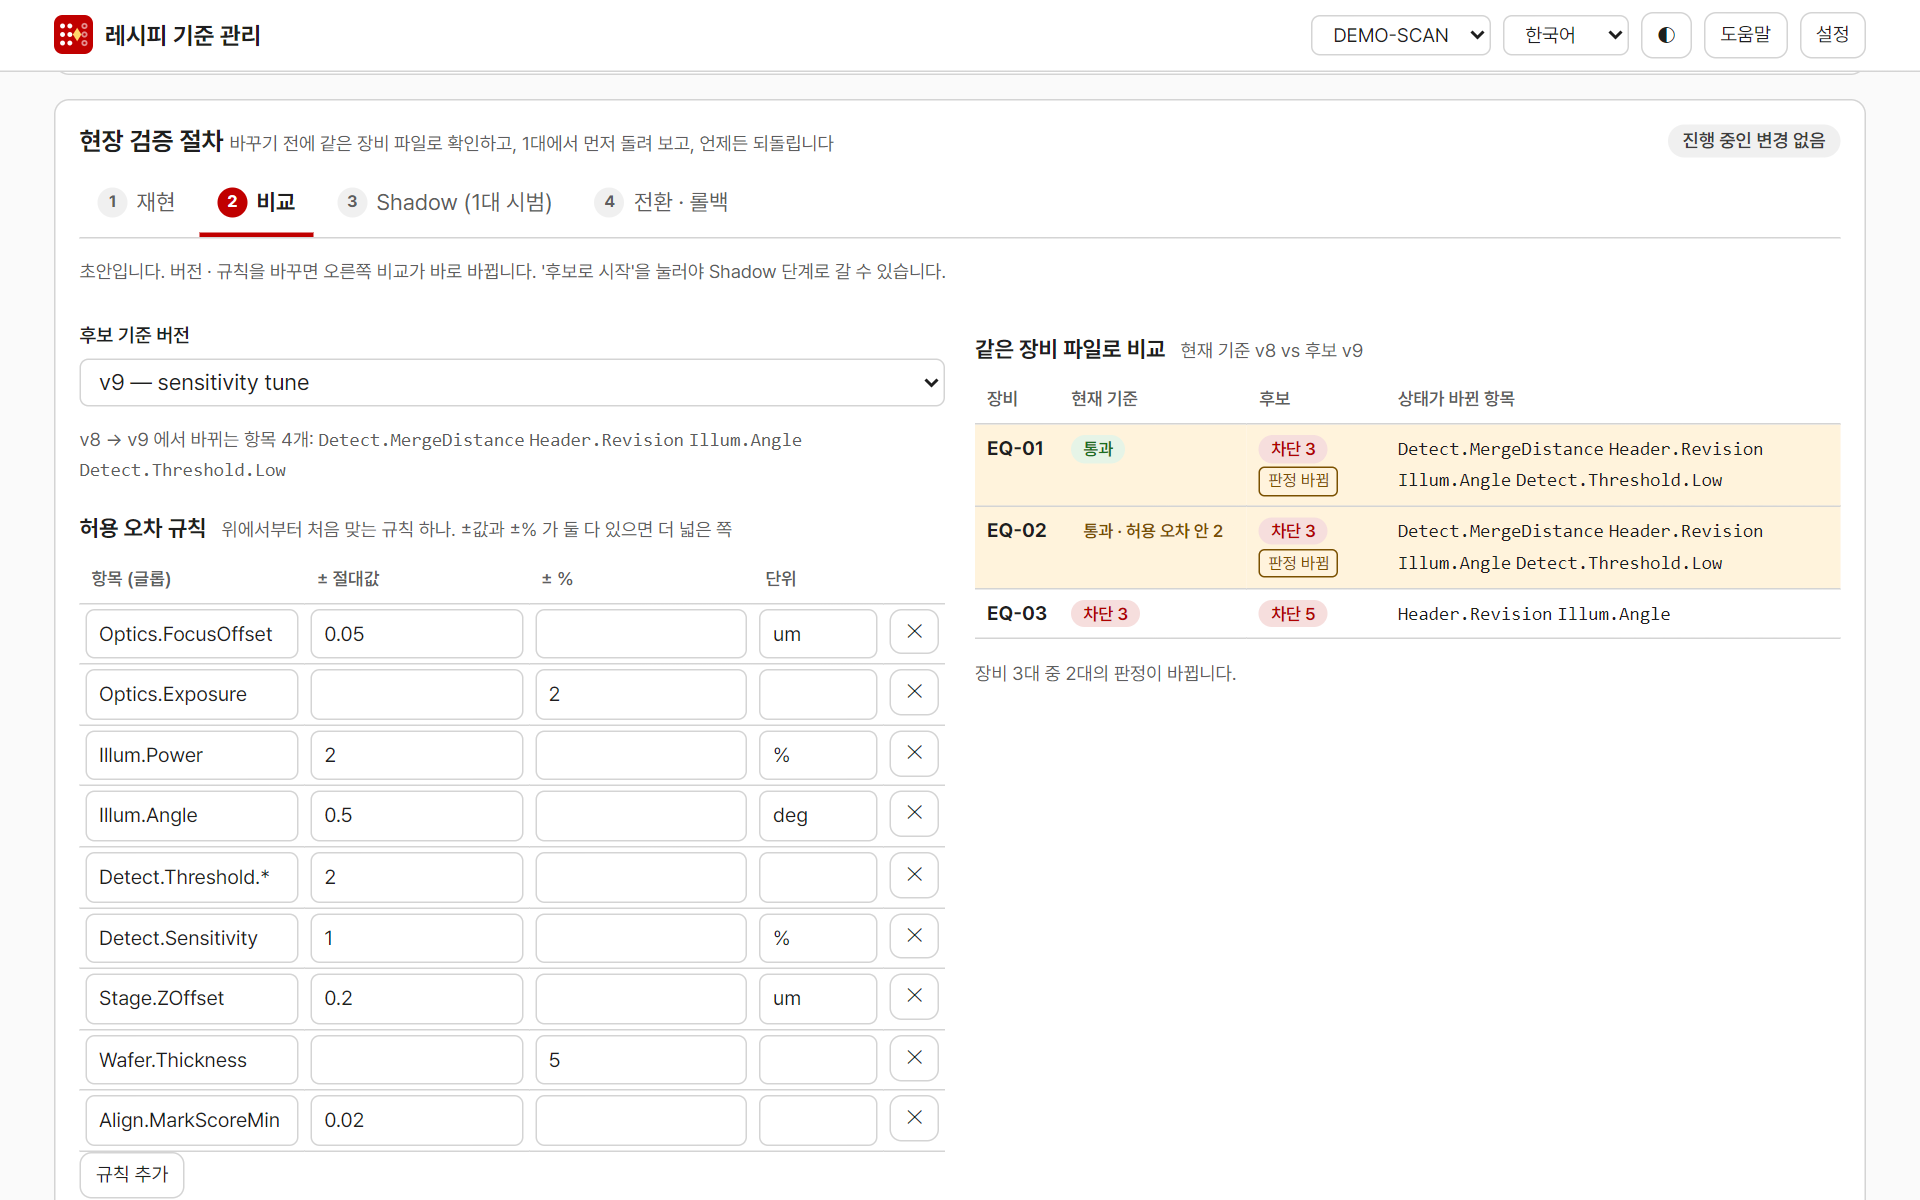 레시피 기준 관리
DEMO-SCAN
한국어
도움말
설정
현장 검증 절차 바꾸기 전에 같은 장비 파일로 확인하고, 1대에서 먼저 돌려 보고, 언제든 되돌립니다
진행 중인 변경 없음
1 재현
2 비교
3 Shadow (1대 시범)
4 전환 · 롤백
초안입니다. 버전 · 규칙을 바꾸면 오른쪽 비교가 바로 바뀝니다. '후보로 시작'을 눌러야 Shadow 단계로 갈 수 있습니다.
후보 기준 버전
v9 — sensitivity tune
v8 → v9 에서 바뀌는 항목 4개: Detect.MergeDistance Header.Revision Illum.Angle
Detect.Threshold.Low
허용 오차 규칙 위에서부터 처음 맞는 규칙 하나. ±값과 ±% 가 둘 다 있으면 더 넓은 쪽
항목 (글롭) ± 절대값 ± % 단위
Optics.FocusOffset 0.05 um
Optics.Exposure 2
Illum.Power 2 %
Illum.Angle 0.5 deg
Detect.Threshold.* 2
Detect.Sensitivity 1 %
Stage.ZOffset 0.2 um
Wafer.Thickness 5
Align.MarkScoreMin 0.02
규칙 추가
같은 장비 파일로 비교 현재 기준 v8 vs 후보 v9
장비 현재 기준 후보 상태가 바뀐 항목
EQ-01 통과 차단 3 Detect.MergeDistance Header.Revision
판정 바뀜 Illum.Angle Detect.Threshold.Low
EQ-02 통과 · 허용 오차 안 2 차단 3 Detect.MergeDistance Header.Revision
판정 바뀜 Illum.Angle Detect.Threshold.Low
EQ-03 차단 3 차단 5 Header.Revision Illum.Angle
장비 3대 중 2대의 판정이 바뀝니다.